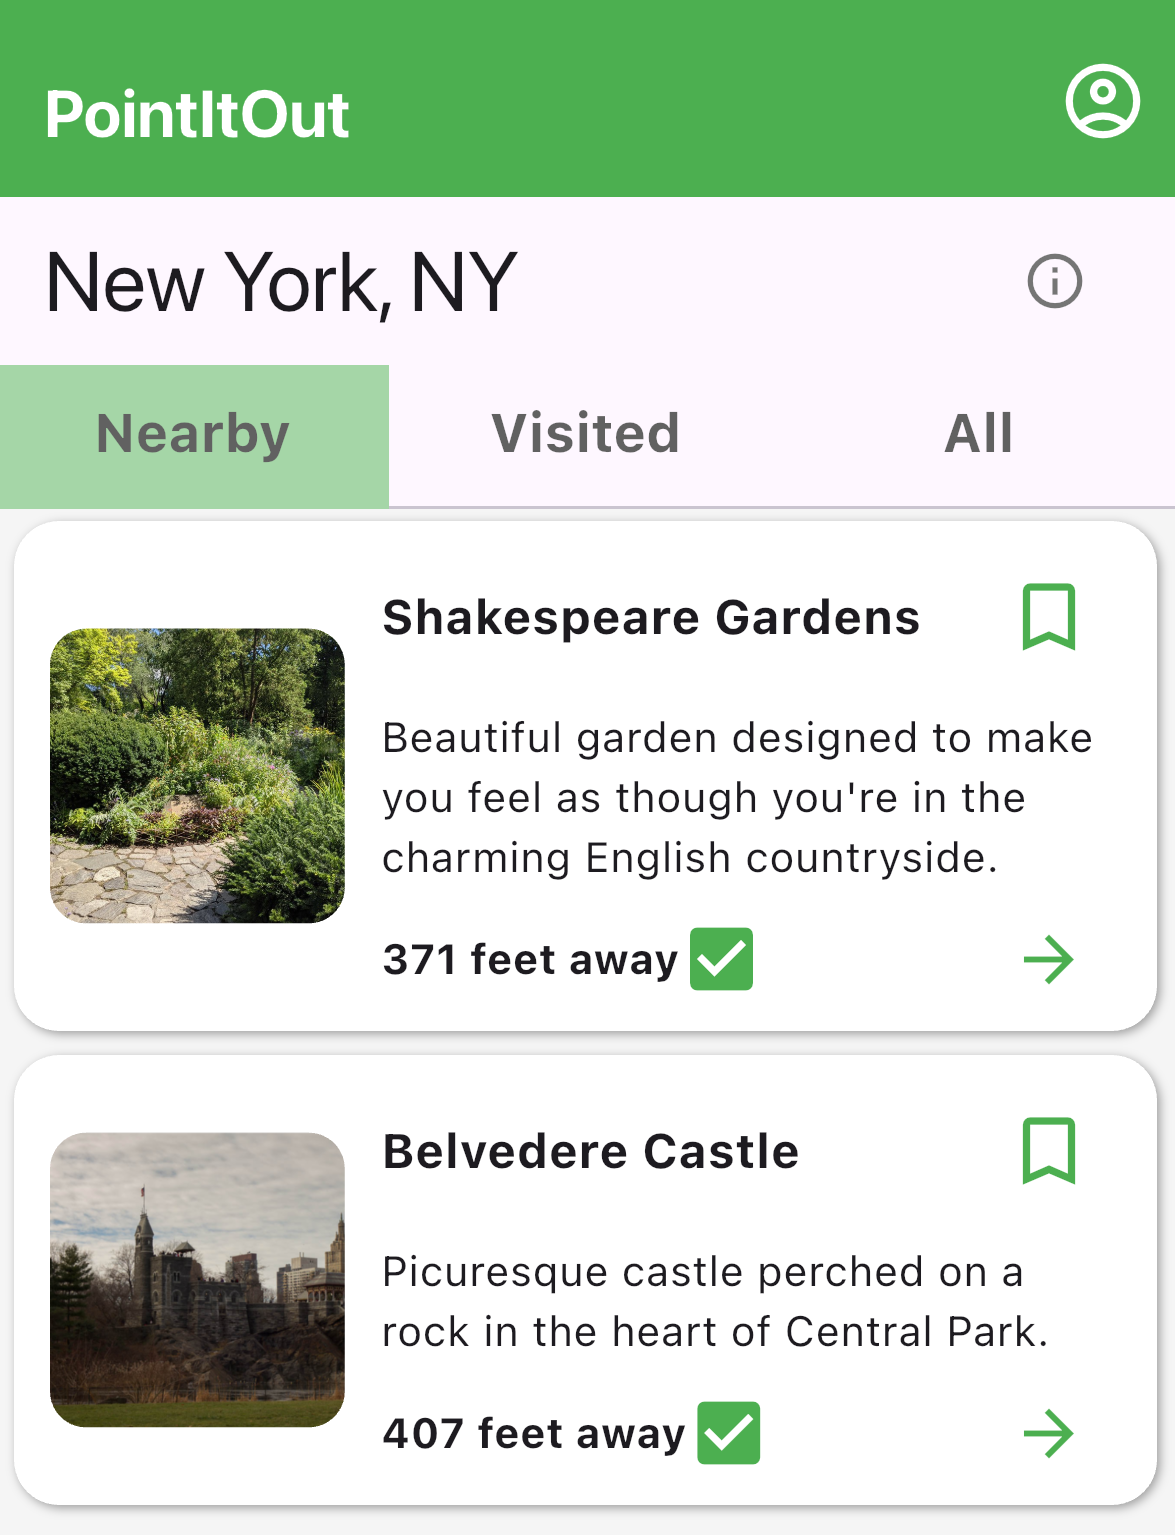 PointItOut
New York, NY
Nearby
Visited
All
Shakespeare Gardens
Beautiful garden designed to make
you feel as though you're in the
charming English countryside.
371 feet away
Belvedere Castle
Picuresque castle perched on a
rock in the heart of Central Park.
407 feet away